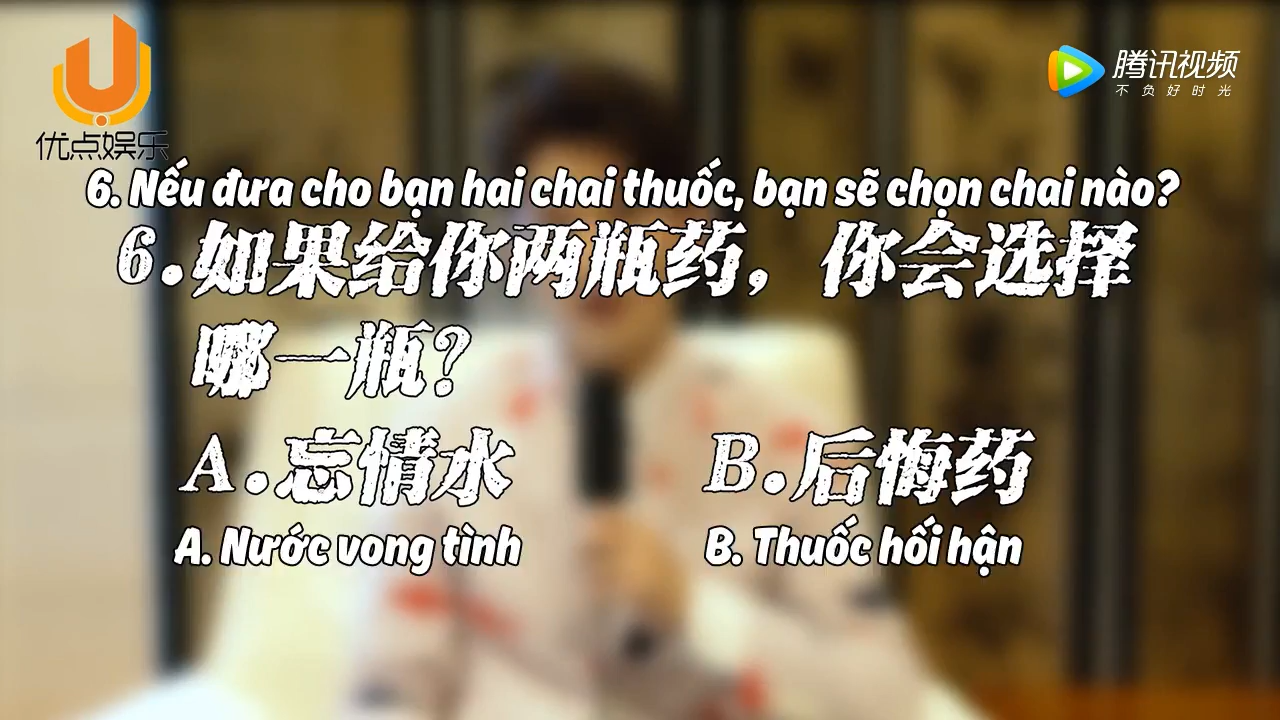 优点娱乐
腾讯视频
不负好时光
6. Nếu đưa cho bạn hai chai thuốc, bạn sẽ chọn chai nào?
6.如果给你两瓶药，你会选择
哪一瓶?
A.忘情水
B.后悔药
A. Nước vong tình
B. Thuốc hối hận